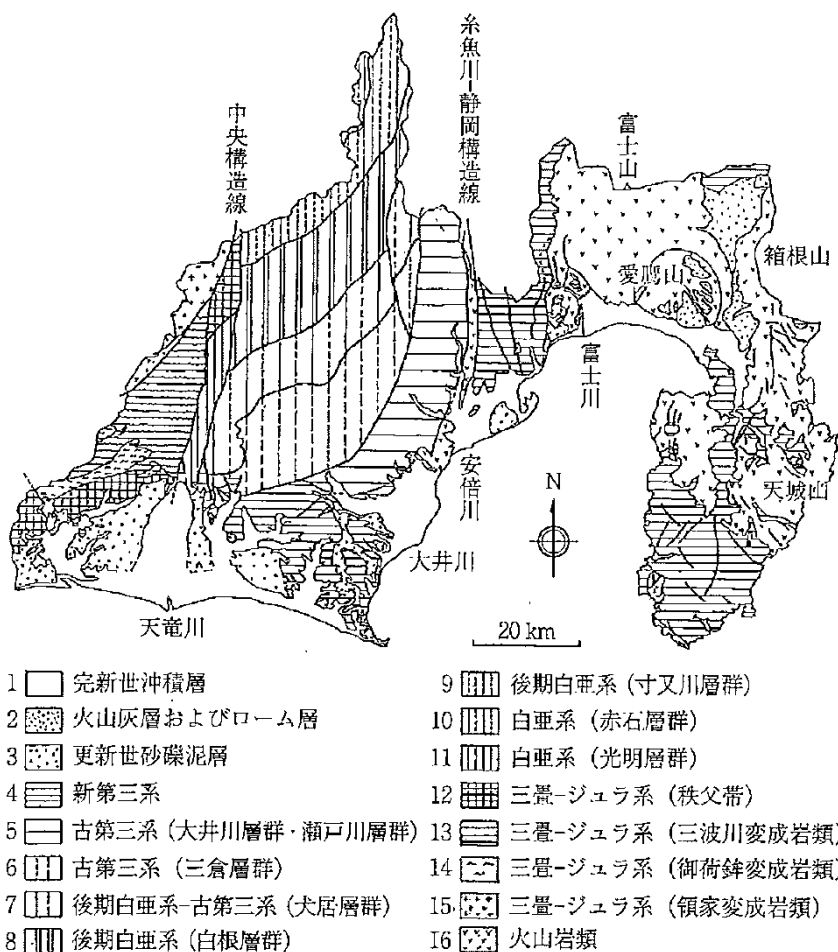 中央構造線
糸魚川-静岡構造線
富士山
箱根山
愛鷹山
富士川
安倍川
天城山
N
大井川
天竜川
20 km
1 完新世沖積層
2 火山灰層およびローム層
3 更新世砂礫泥層
4 新第三系
5 古第三系 (大井川層群・瀬戸川層群)
6 古第三系 (三倉層群)
7 後期白亜系-古第三系 (犬居層群)
8 後期白亜系 (白根層群)
9 後期白亜系 (寸又川層群)
10 白亜系 (赤石層群)
11 白亜系 (光明層群)
12 三畳-ジュラ系 (秩父帯)
13 三畳-ジュラ系 (三波川変成岩類)
14 三畳-ジュラ系 (御荷鉾変成岩類)
15 三畳-ジュラ系 (領家変成岩類)
16 火山岩類